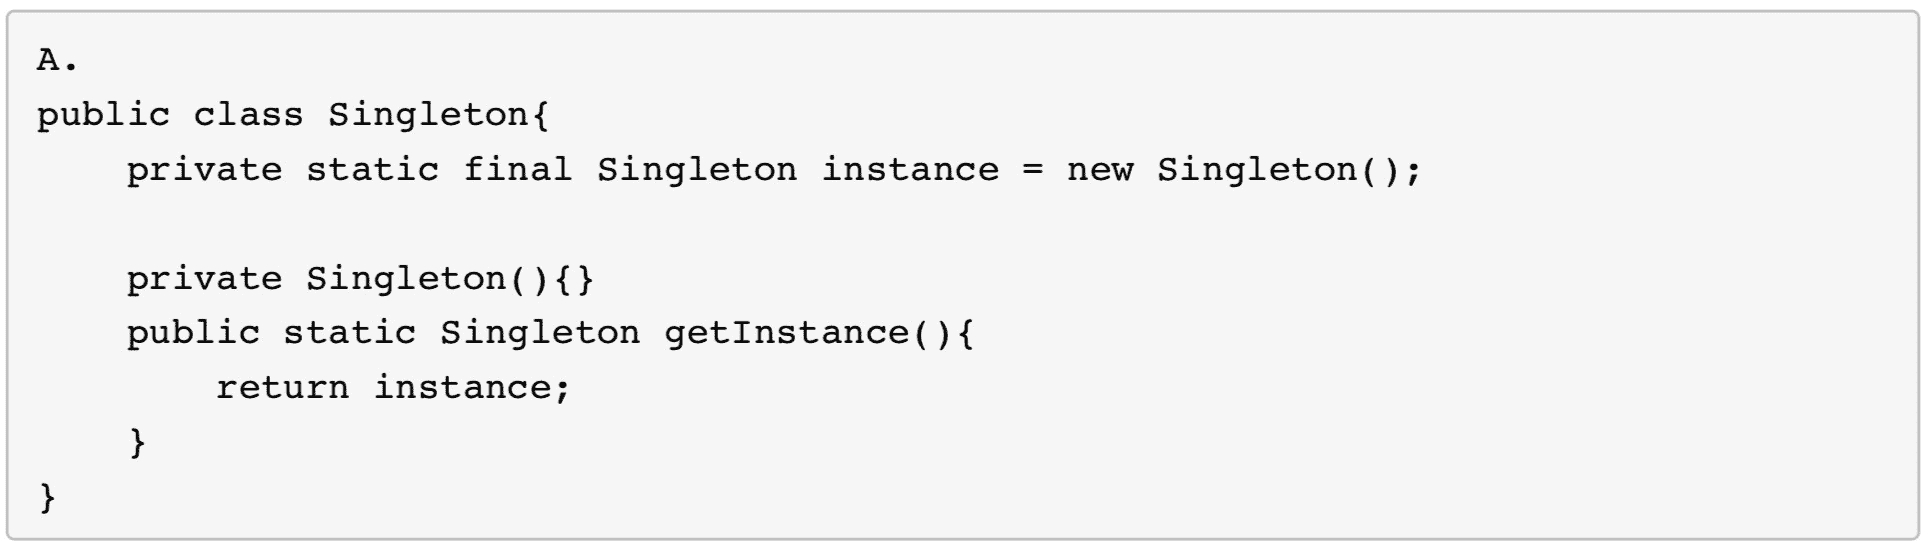 A.
public class Singleton{
    private static final Singleton instance = new Singleton();

    private Singleton(){}
    public static Singleton getInstance(){
        return instance;
    }
}